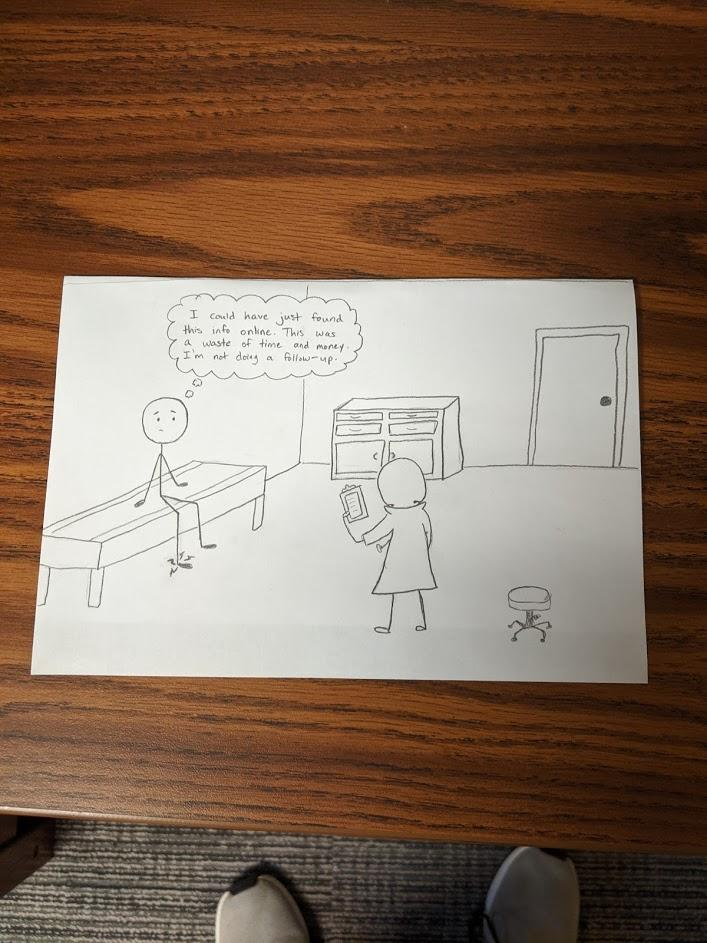 I could have just found
this info online. This was
a waste of time and money.
I'm not doing a follow-up.